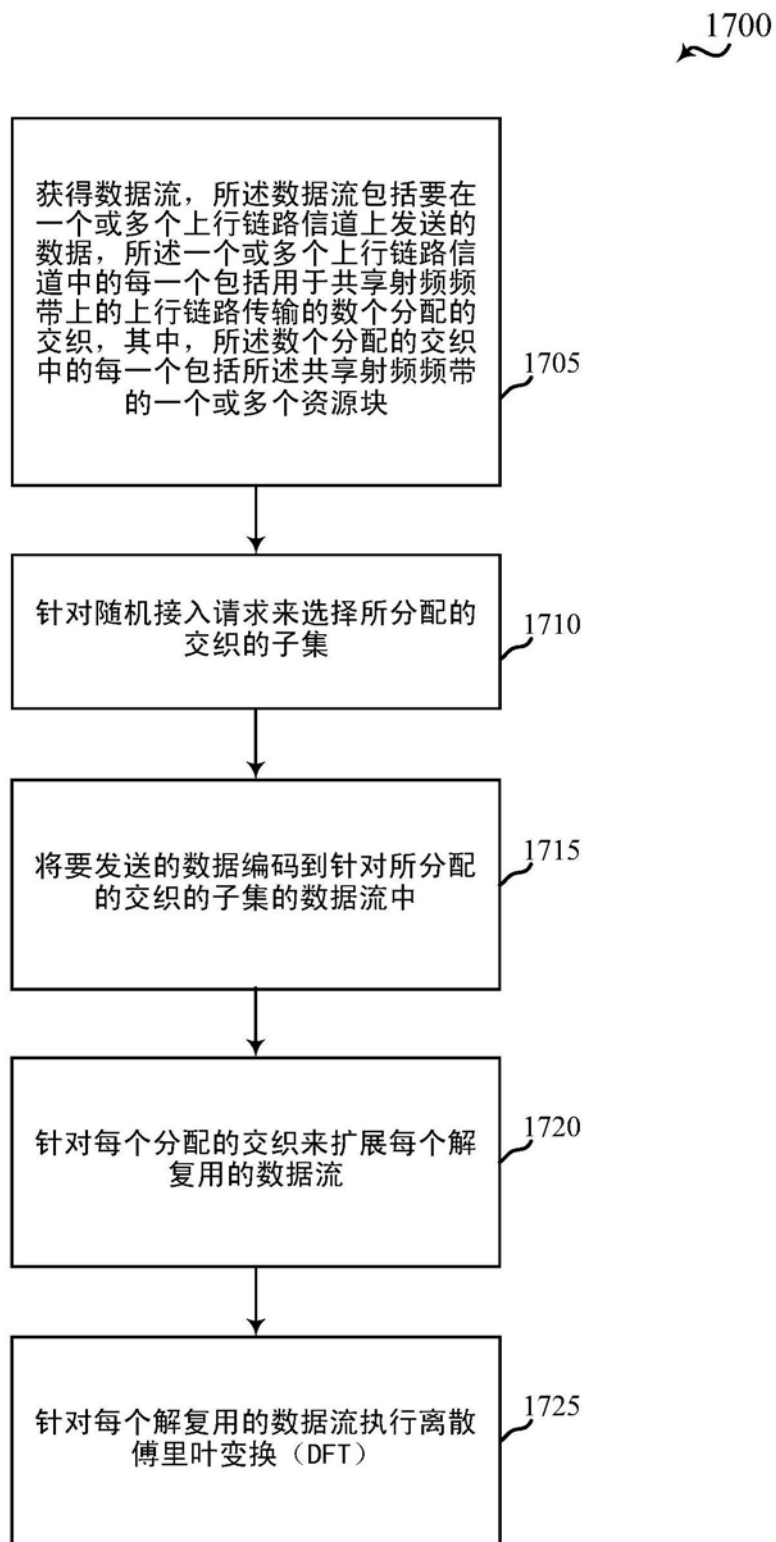 1700
获得数据流，所述数据流包括要在
一个或多个上行链路信道上发送的
数据，所述一个或多个上行链路信
道中的每一个包括用于共享射频频
带上的上行链路传输的数个分配的
交织，其中，所述数个分配的交织
中的每一个包括所述共享射频频带
的一个或多个资源块
1705
针对随机接入请求来选择所分配的
交织的子集
1710
将要发送的数据编码到针对所分配
的交织的子集的数据流中
1715
针对每个分配的交织来扩展每个解
复用的数据流
1720
针对每个解复用的数据流执行离散
傅里叶变换（DFT）
1725